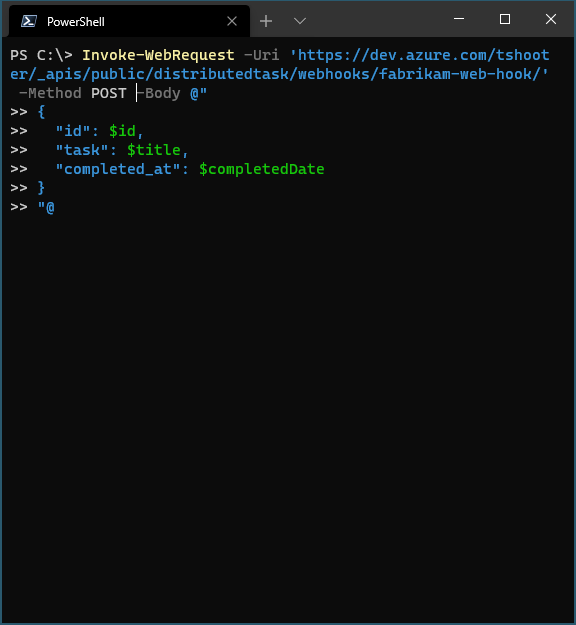 PowerShell
PS C:\> Invoke-WebRequest -Uri 'https://dev.azure.com/tshoot
er/_apis/public/distributedtask/webhooks/fabrikam-web-hook/'
 -Method POST -Body @"
>> {
>>   "id": $id,
>>   "task": $title,
>>   "completed_at": $completedDate
>> }
>> "@